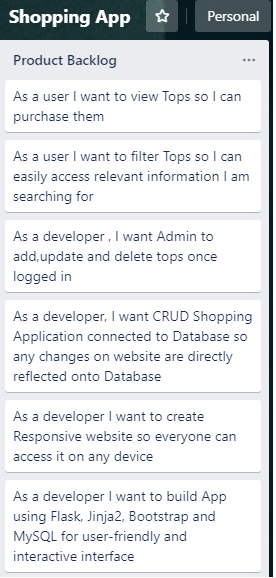 Shopping App
Personal
Product Backlog
As a user I want to view Tops so I can
purchase them
As a user I want to filter Tops so I can
easily access relevant information I am
searching for
As a developer , I want Admin to
add,update and delete tops once
logged in
As a developer, I want CRUD Shopping
Application connected to Database so
any changes on website are directly
reflected onto Database
As a developer I want to create
Responsive website so everyone can
access it on any device
As a developer I want to build App
using Flask, Jinja2, Bootstrap and
MySQL for user-friendly and
interactive interface